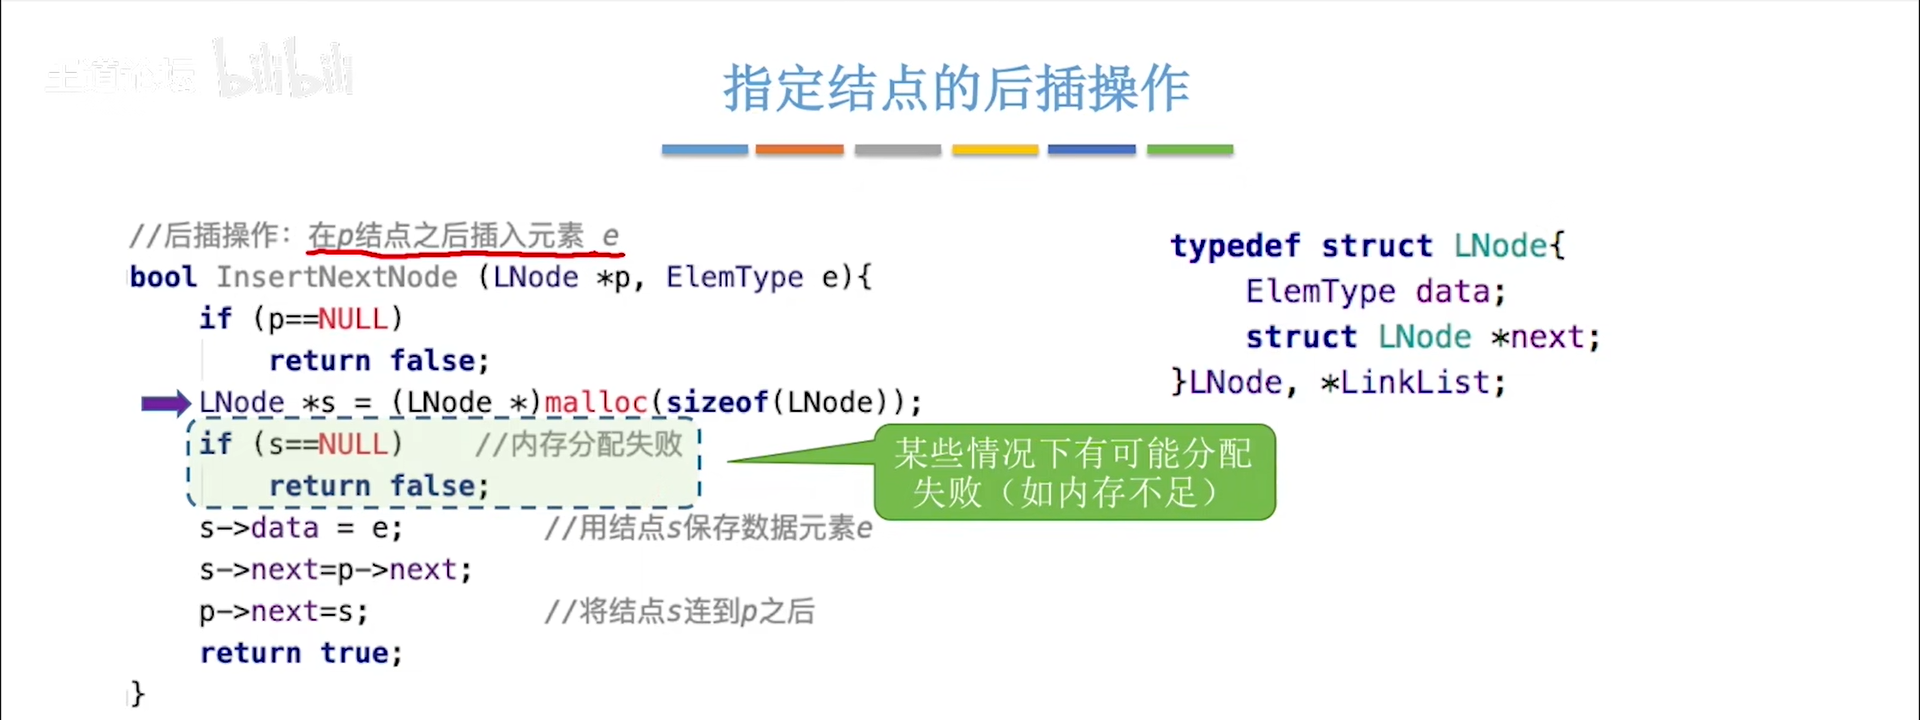 王道论坛 bilibili
指定结点的后插操作
//后插操作：在p结点之后插入元素 e
bool InsertNextNode (LNode *p, ElemType e){
if (p==NULL)
return false;
LNode *s = (LNode *)malloc(sizeof(LNode));
if (s==NULL) //内存分配失败
return false;
s->data = e; //用结点s保存数据元素e
s->next=p->next;
p->next=s; //将结点s连到p之后
return true;
}
某些情况下有可能分配
失败（如内存不足）
typedef struct LNode{
ElemType data;
struct LNode *next;
}LNode, *LinkList;